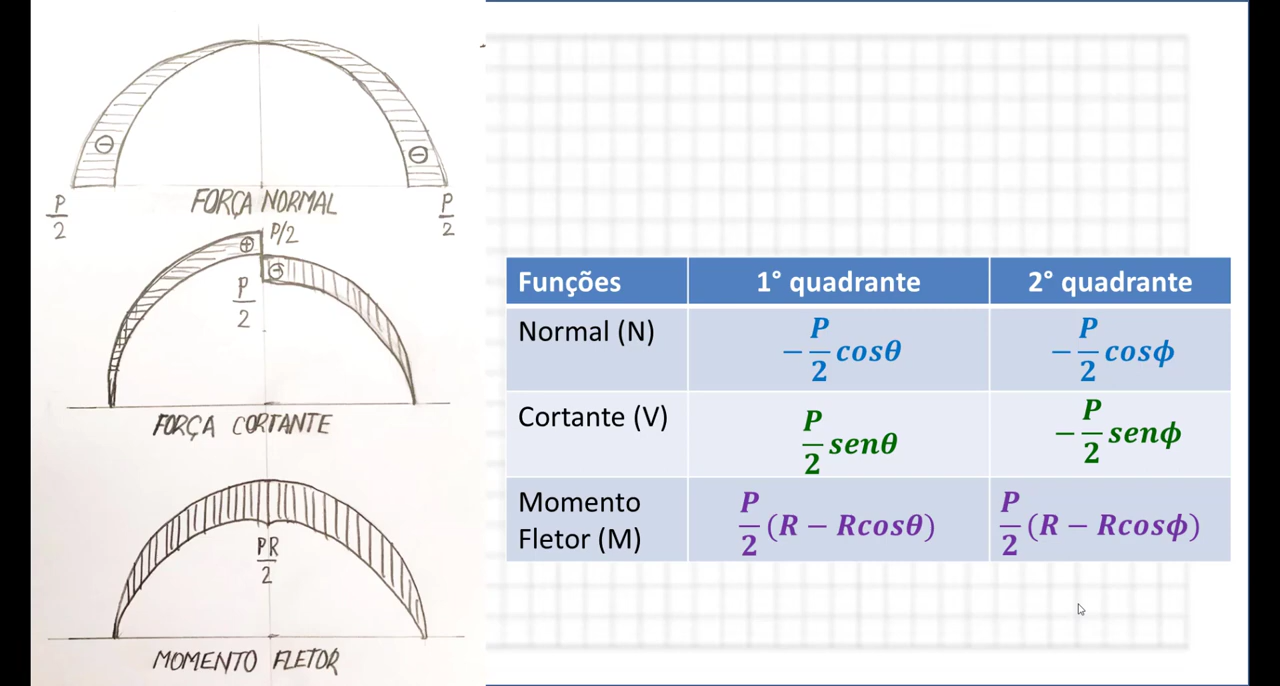 P/2
FORÇA NORMAL
P/2
P/2
P/2
FORÇA CORTANTE
PR/2
MOMENTO FLETOR
Funções 1° quadrante 2° quadrante
Normal (N) −P/2 cosθ −P/2 cosϕ
Cortante (V) P/2 senθ −P/2 senϕ
Momento Fletor (M) P/2 (R − Rcosθ) P/2 (R − Rcosϕ)